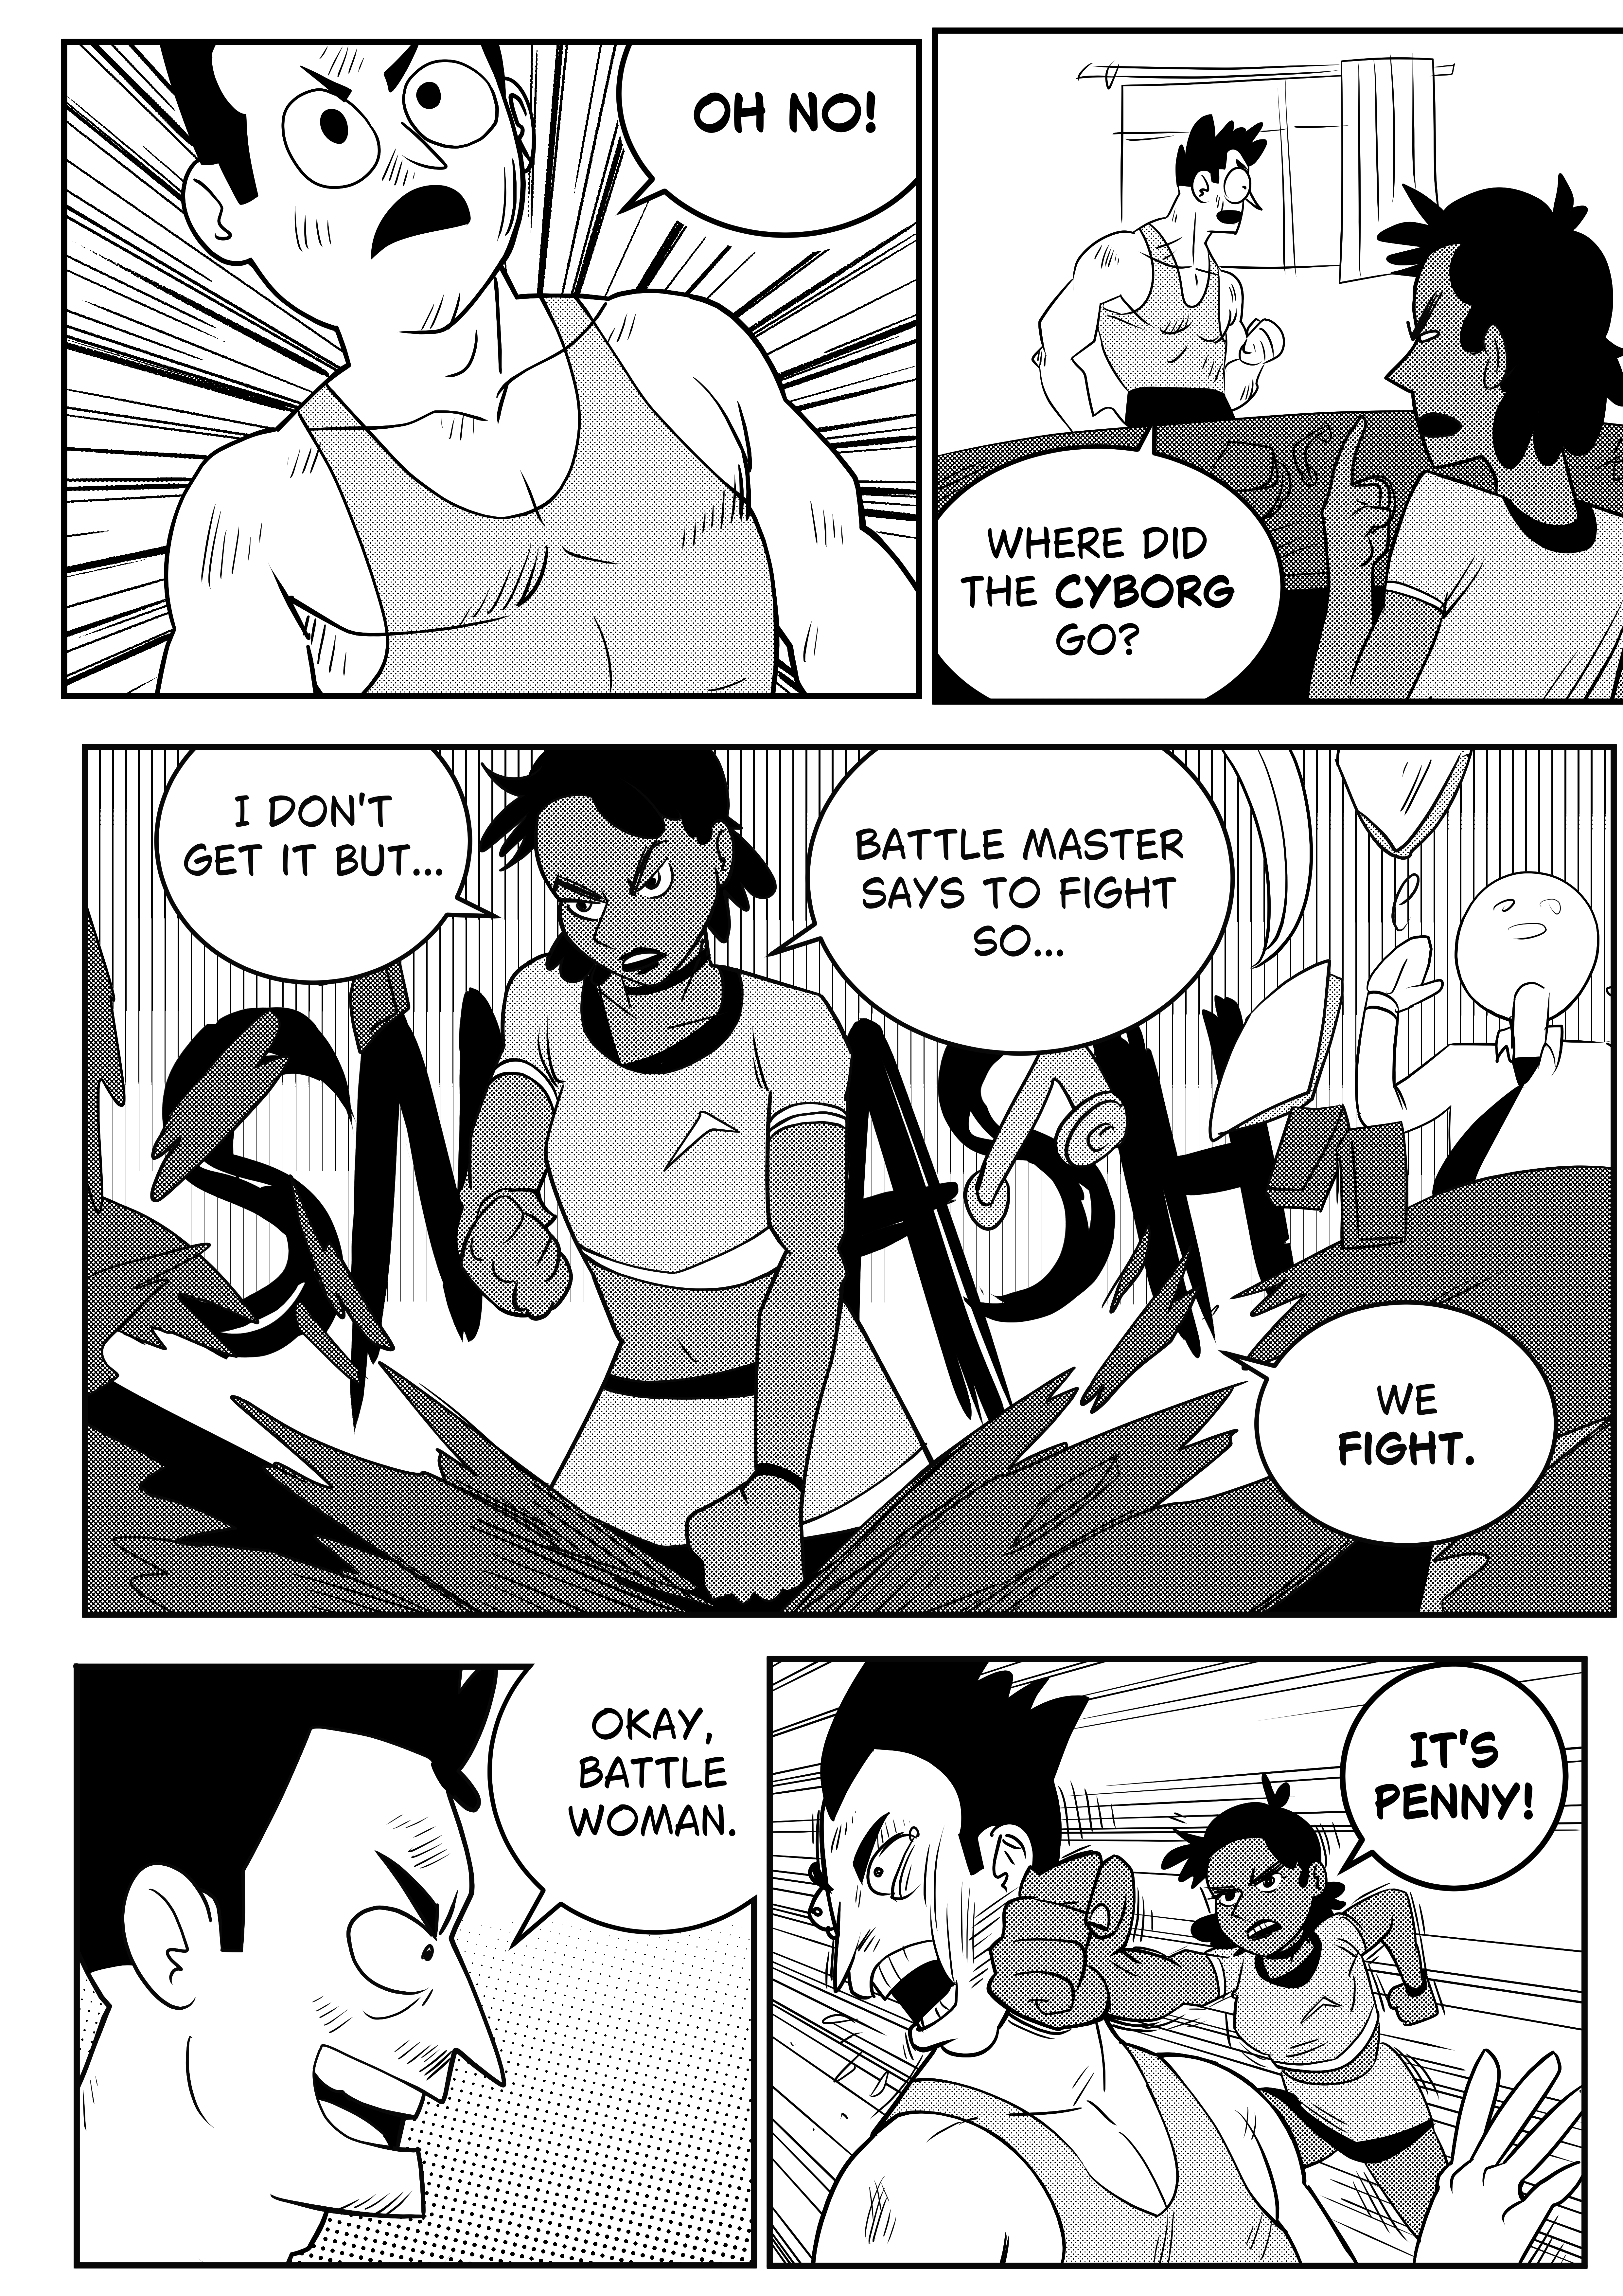 OH NO!
WHERE DID
THE CYBORG
GO?
I DON'T
GET IT BUT...
BATTLE MASTER
SAYS TO FIGHT
SO...
SMASH
WE
FIGHT.
OKAY,
BATTLE
WOMAN.
IT'S
PENNY!